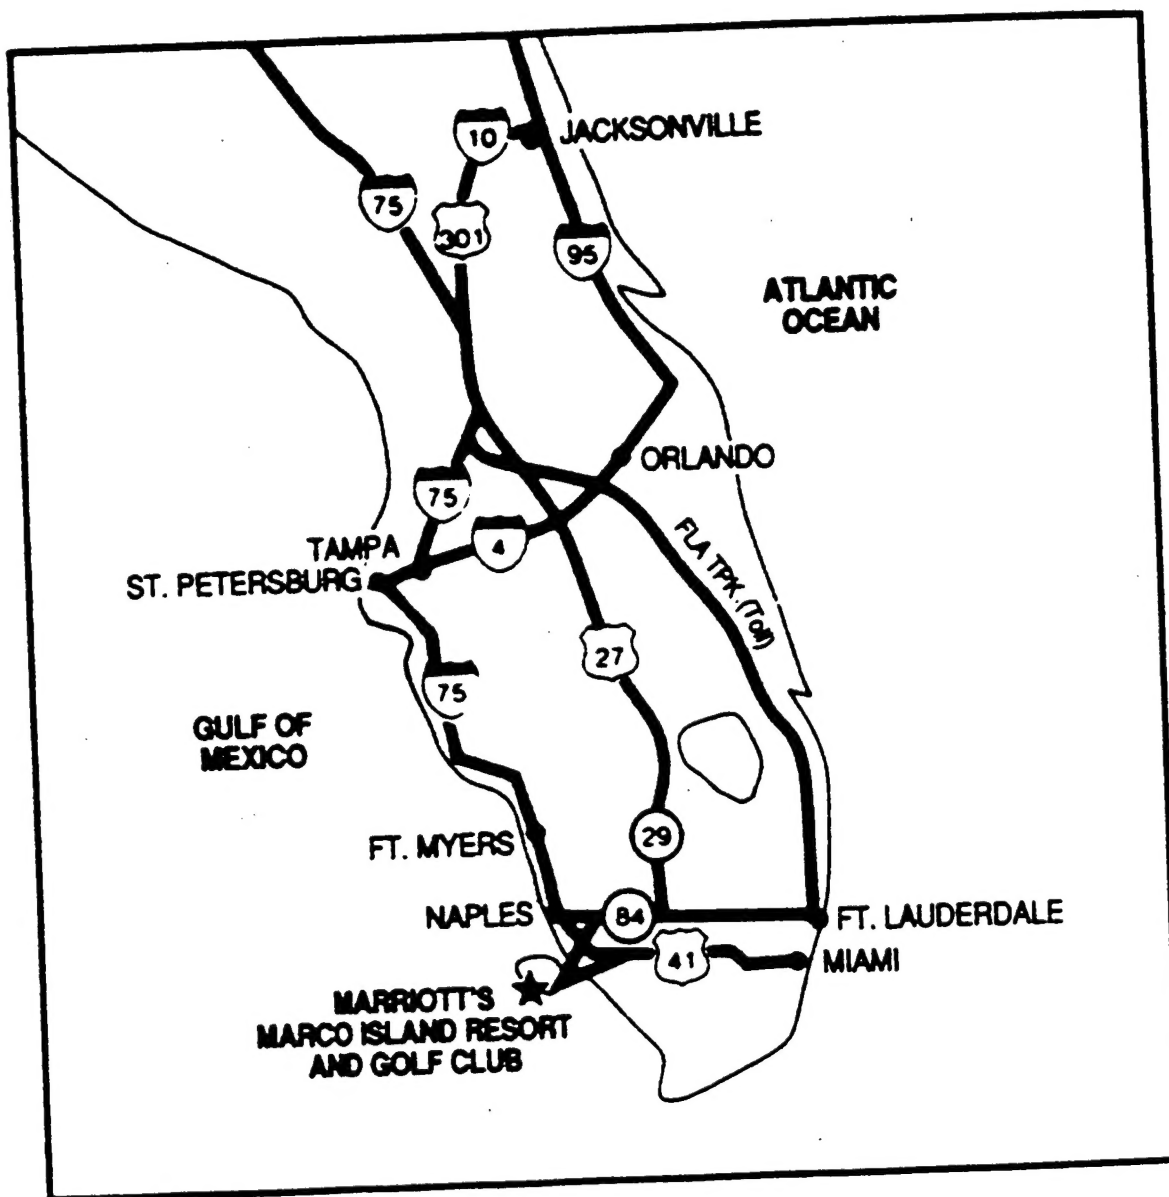 10
JACKSONVILLE
75
301
95
ATLANTIC
OCEAN
ORLANDO
75
4
TAMPA
ST. PETERSBURG
FLA TPK. (Toll)
27
75
GULF OF
MEXICO
29
FT. MYERS
NAPLES
84
FT. LAUDERDALE
41
MIAMI
MARRIOTT'S
MARCO ISLAND RESORT
AND GOLF CLUB